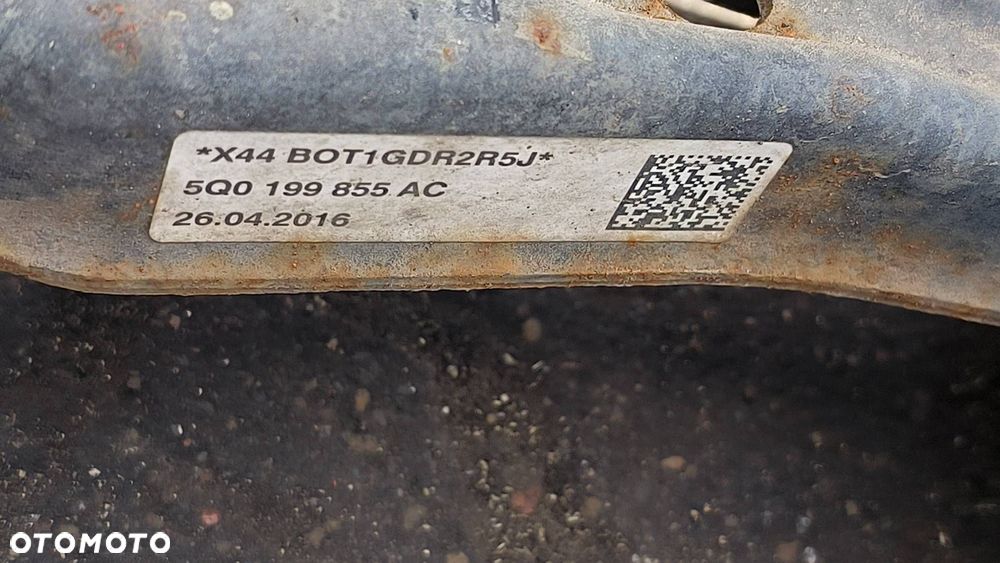 *X44 BOT1GDR2R5J*
5Q0 199 855 AC
26.04.2016
OTOMOTO